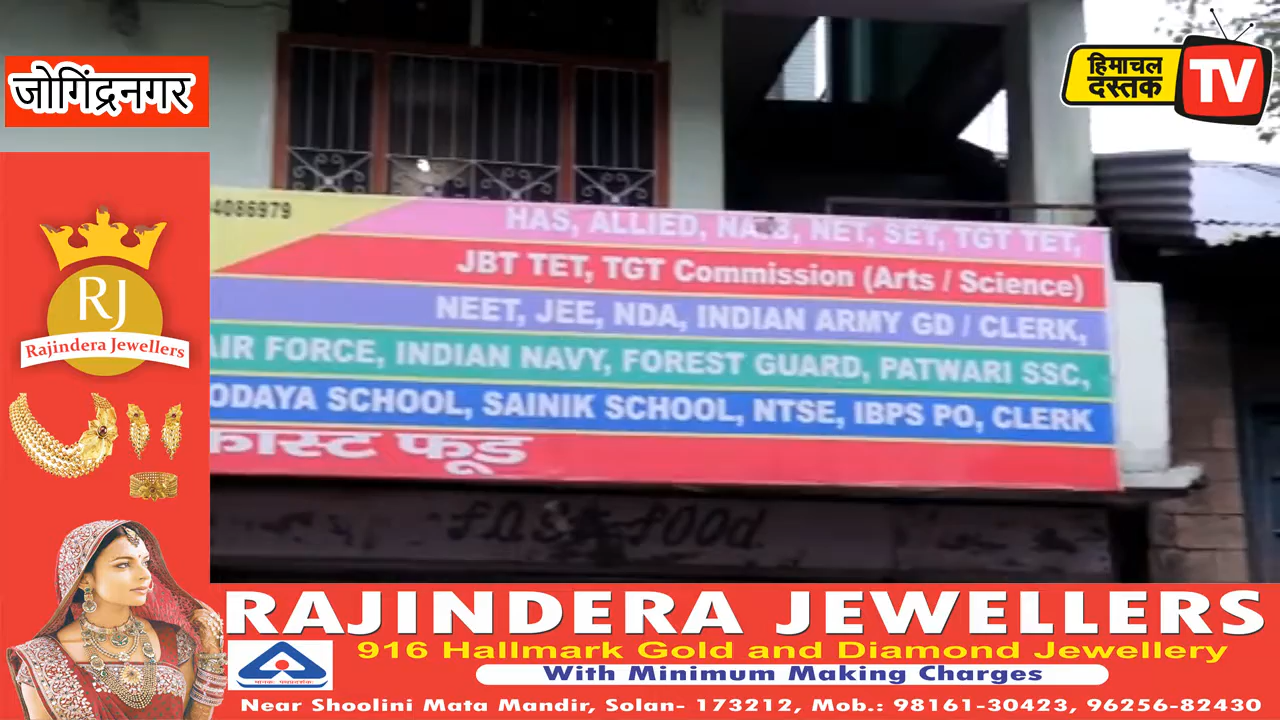 जोगिंद्रनगर
हिमाचल
दस्तक
TV
RJ
Rajindera Jewellers
4086979
HAS, ALLIED, NET, SET, TGT TET,
JBT TET, TGT Commission (Arts / Science)
NEET, JEE, NDA, INDIAN ARMY GD / CLERK,
AIR FORCE, INDIAN NAVY, FOREST GUARD, PATWARI SSC,
ODAYA SCHOOL, SAINIK SCHOOL, NTSE, IBPS PO, CLERK
फास्ट फूड
fast food
RAJINDERA JEWELLERS
916 Hallmark Gold and Diamond Jewellery
With Minimum Making Charges
Near Shoolini Mata Mandir, Solan- 173212, Mob.: 98161-30423, 96256-82430